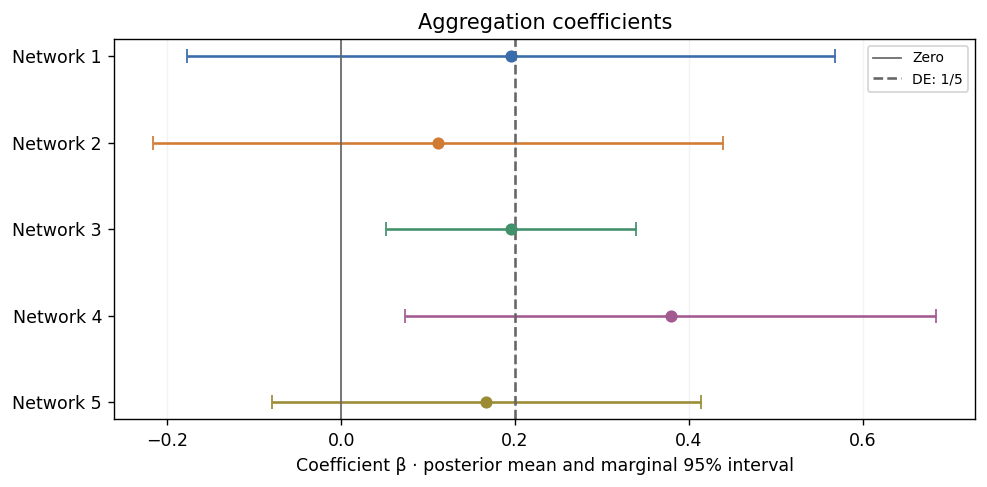 Aggregation coefficients
Network 1
Network 2
Network 3
Network 4
Network 5
Zero
DE: 1/5
−0.2
0.0
0.2
0.4
0.6
Coefficient β · posterior mean and marginal 95% interval